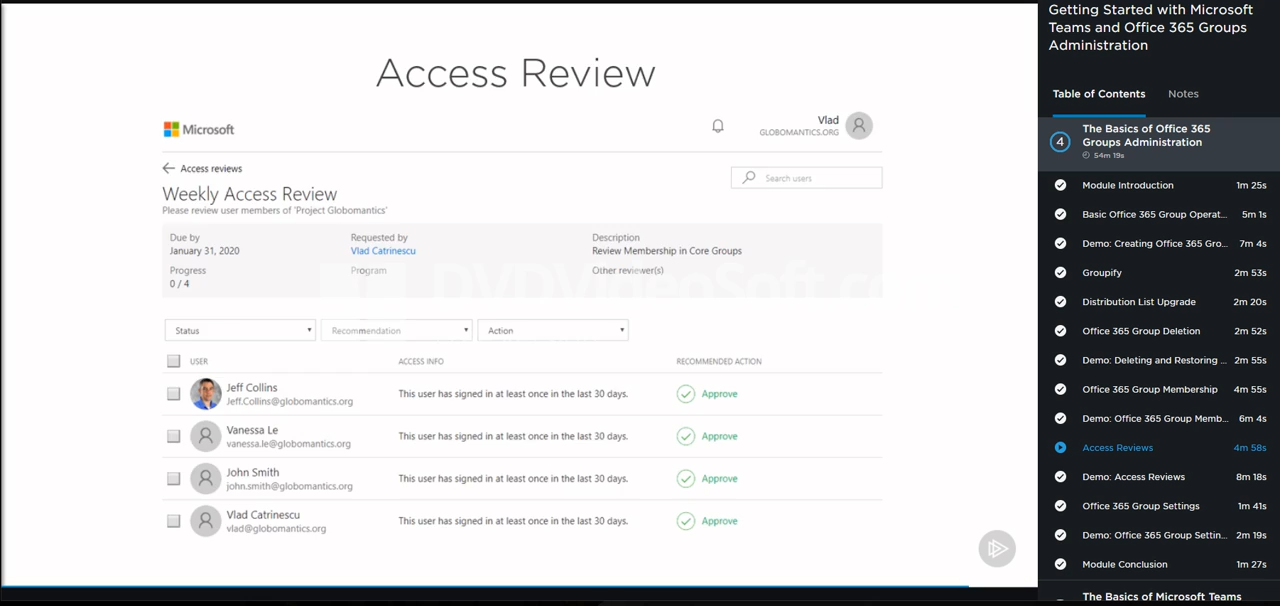 Access Review
Microsoft
Vlad
GLOBOMANTICS.ORG
Access reviews
Search users
Weekly Access Review
Please review user members of 'Project Globomantics'
Due by
January 31, 2020
Requested by
Vlad Catrinescu
Description
Review Membership in Core Groups
Progress
0 / 4
Program
Other reviewer(s)
DVDVideoSoft.com
Status
Recommendation
Action
USER ACCESS INFO RECOMMENDED ACTION
Jeff Collins
Jeff.Collins@globomantics.org
This user has signed in at least once in the last 30 days. Approve
Vanessa Le
vanessa.le@globomantics.org
This user has signed in at least once in the last 30 days. Approve
John Smith
john.smith@globomantics.org
This user has signed in at least once in the last 30 days. Approve
Vlad Catrinescu
vlad@globomantics.org
This user has signed in at least once in the last 30 days. Approve
Getting Started with Microsoft
Teams and Office 365 Groups
Administration
Table of Contents Notes
4
The Basics of Office 365
Groups Administration
54m 19s
Module Introduction 1m 25s
Basic Office 365 Group Operat... 5m 1s
Demo: Creating Office 365 Gro... 7m 4s
Groupify 2m 53s
Distribution List Upgrade 2m 20s
Office 365 Group Deletion 2m 52s
Demo: Deleting and Restoring ... 2m 55s
Office 365 Group Membership 4m 55s
Demo: Office 365 Group Memb... 6m 4s
Access Reviews 4m 58s
Demo: Access Reviews 8m 18s
Office 365 Group Settings 1m 41s
Demo: Office 365 Group Settin... 2m 19s
Module Conclusion 1m 27s
The Basics of Microsoft Teams